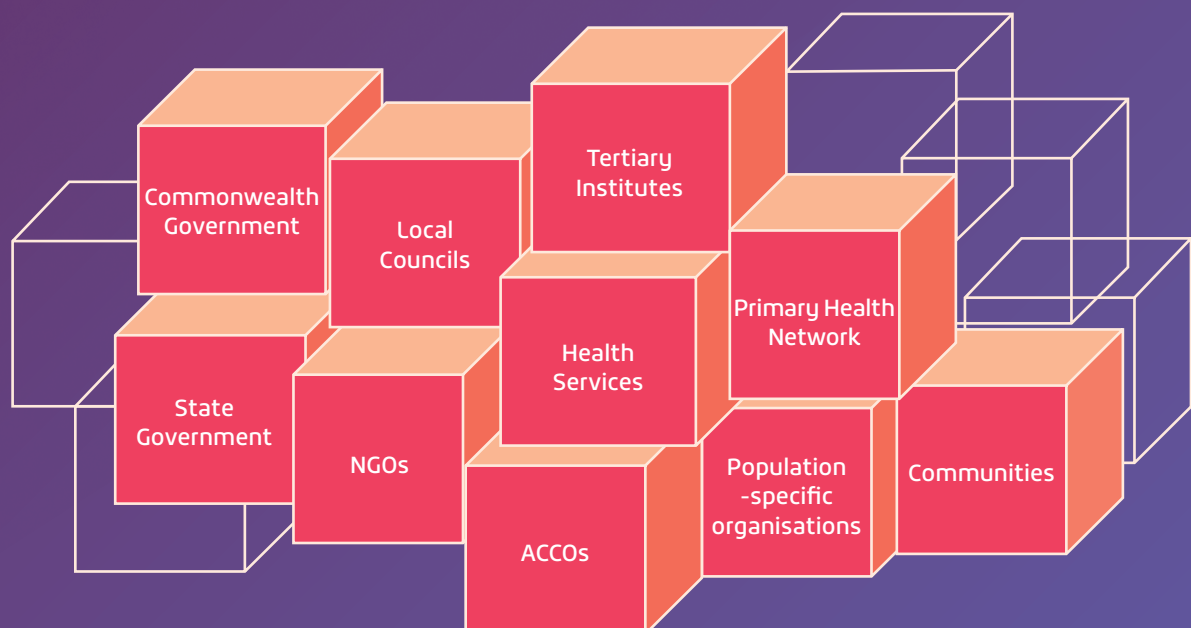 Commonwealth
Government
Local
Councils
Tertiary
Institutes
Primary Health
Network
State
Government
NGOs
Health
Services
ACCOs
Population
-specific
organisations
Communities